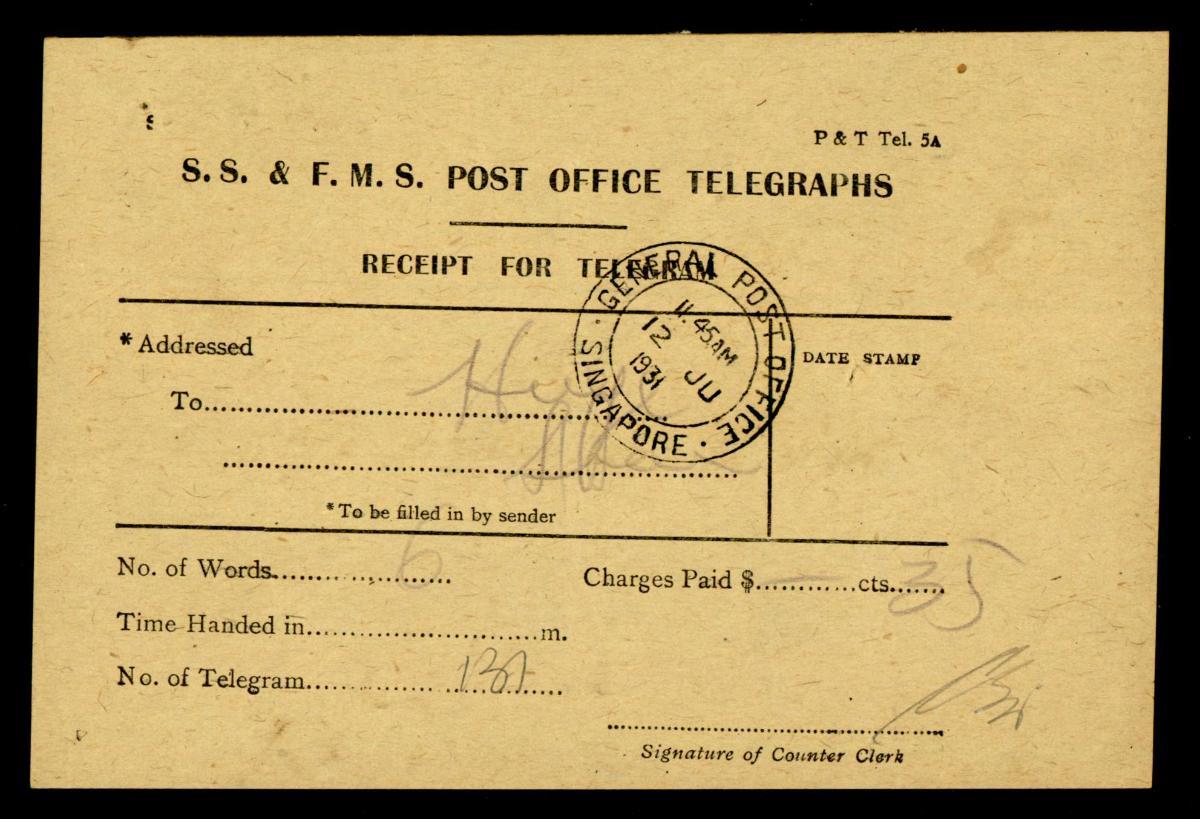 P & T Tel. 5A
S. S. & F. M. S. POST OFFICE TELEGRAPHS
RECEIPT FOR TELEGRAM
GENERAL POST OFFICE · SINGAPORE ·
11.45AM
12 JU
1931
* Addressed
DATE STAMP
To
* To be filled in by sender
No. of Words 6
Charges Paid $ — cts. 35
Time Handed in m.
No. of Telegram
Signature of Counter Clerk